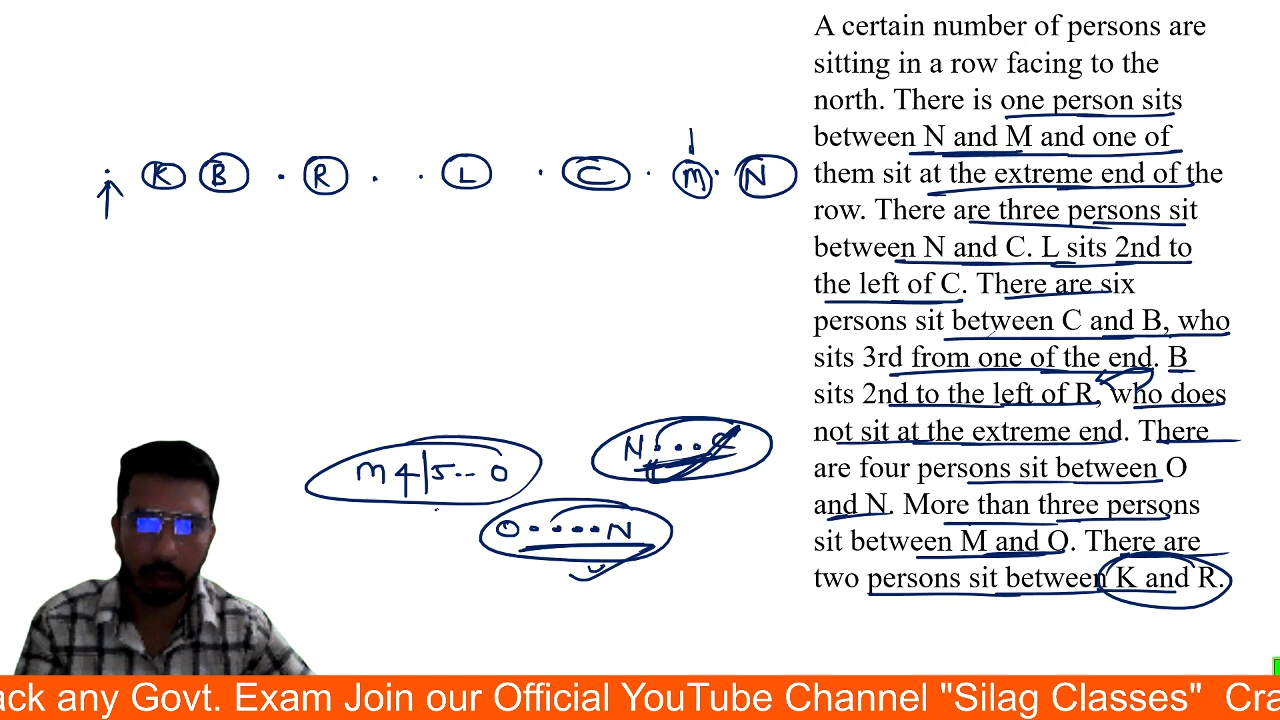 A certain number of persons are
sitting in a row facing to the
north. There is one person sits
between N and M and one of
them sit at the extreme end of the
row. There are three persons sit
between N and C. L sits 2nd to
the left of C. There are six
persons sit between C and B, who
sits 3rd from one of the end. B
sits 2nd to the left of R, who does
not sit at the extreme end. There
are four persons sit between O
and N. More than three persons
sit between M and O. There are
two persons sit between K and R.
K B . R . . L . C . M . N
N . . .
M 4/5 -- O
O . . . . N
ack any Govt. Exam Join our Official YouTube Channel "Silag Classes" Cra